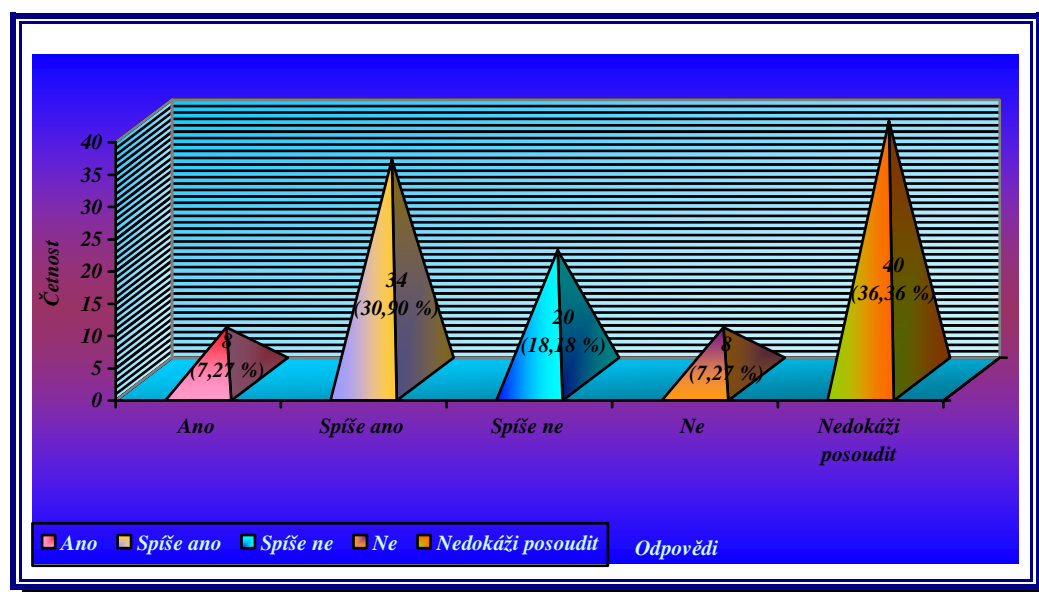 Četnost
40
35
30
25
20
15
10
5
0
8
(7,27 %)
34
(30,90 %)
20
(18,18 %)
8
(7,27 %)
40
(36,36 %)
Ano
Spíše ano
Spíše ne
Ne
Nedokáži
posoudit
Ano Spíše ano Spíše ne Ne Nedokáži posoudit
Odpovědi